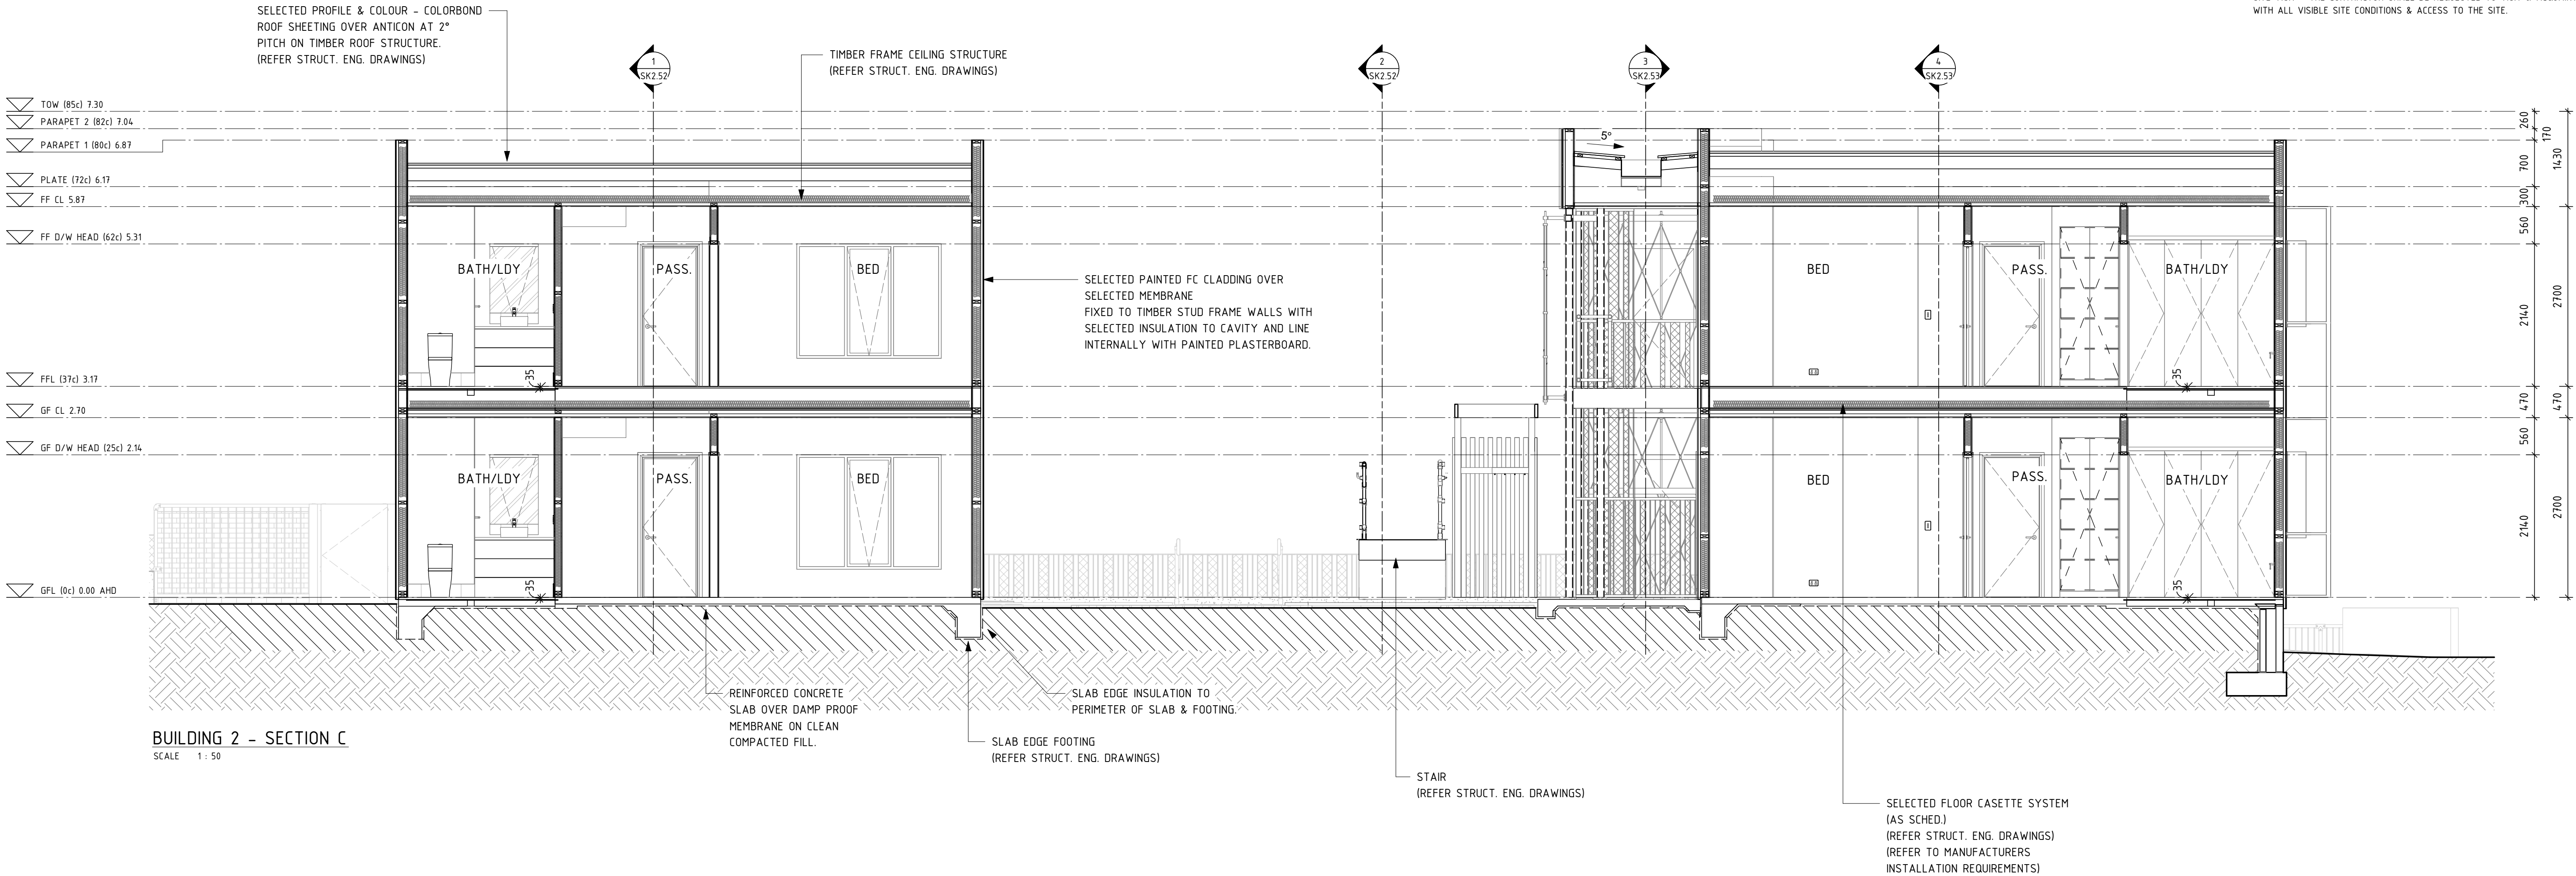 WITH ALL VISIBLE SITE CONDITIONS & ACCESS TO THE SITE.
SELECTED PROFILE & COLOUR - COLORBOND
ROOF SHEETING OVER ANTICON AT 2°
PITCH ON TIMBER ROOF STRUCTURE.
(REFER STRUCT. ENG. DRAWINGS)
TIMBER FRAME CEILING STRUCTURE
(REFER STRUCT. ENG. DRAWINGS)
1
SK2.52
2
SK2.52
3
SK2.53
4
SK2.53
TOW (85c) 7.30
PARAPET 2 (82c) 7.04
PARAPET 1 (80c) 6.87
PLATE (72c) 6.17
FF CL 5.87
FF D/W HEAD (62c) 5.31
FFL (37c) 3.17
GF CL 2.70
GF D/W HEAD (25c) 2.14
GFL (0c) 0.00 AHD
5°
BATH/LDY
PASS.
BED
BED
PASS.
BATH/LDY
35
35
SELECTED PAINTED FC CLADDING OVER
SELECTED MEMBRANE
FIXED TO TIMBER STUD FRAME WALLS WITH
SELECTED INSULATION TO CAVITY AND LINE
INTERNALLY WITH PAINTED PLASTERBOARD.
BATH/LDY
PASS.
BED
BED
PASS.
BATH/LDY
35
35
260
170
700
1430
300
560
2140
2700
470
470
560
2140
2700
REINFORCED CONCRETE
SLAB OVER DAMP PROOF
MEMBRANE ON CLEAN
COMPACTED FILL.
SLAB EDGE INSULATION TO
PERIMETER OF SLAB & FOOTING.
SLAB EDGE FOOTING
(REFER STRUCT. ENG. DRAWINGS)
STAIR
(REFER STRUCT. ENG. DRAWINGS)
SELECTED FLOOR CASETTE SYSTEM
(AS SCHED.)
(REFER STRUCT. ENG. DRAWINGS)
(REFER TO MANUFACTURERS
INSTALLATION REQUIREMENTS)
BUILDING 2 - SECTION C
SCALE 1 : 50